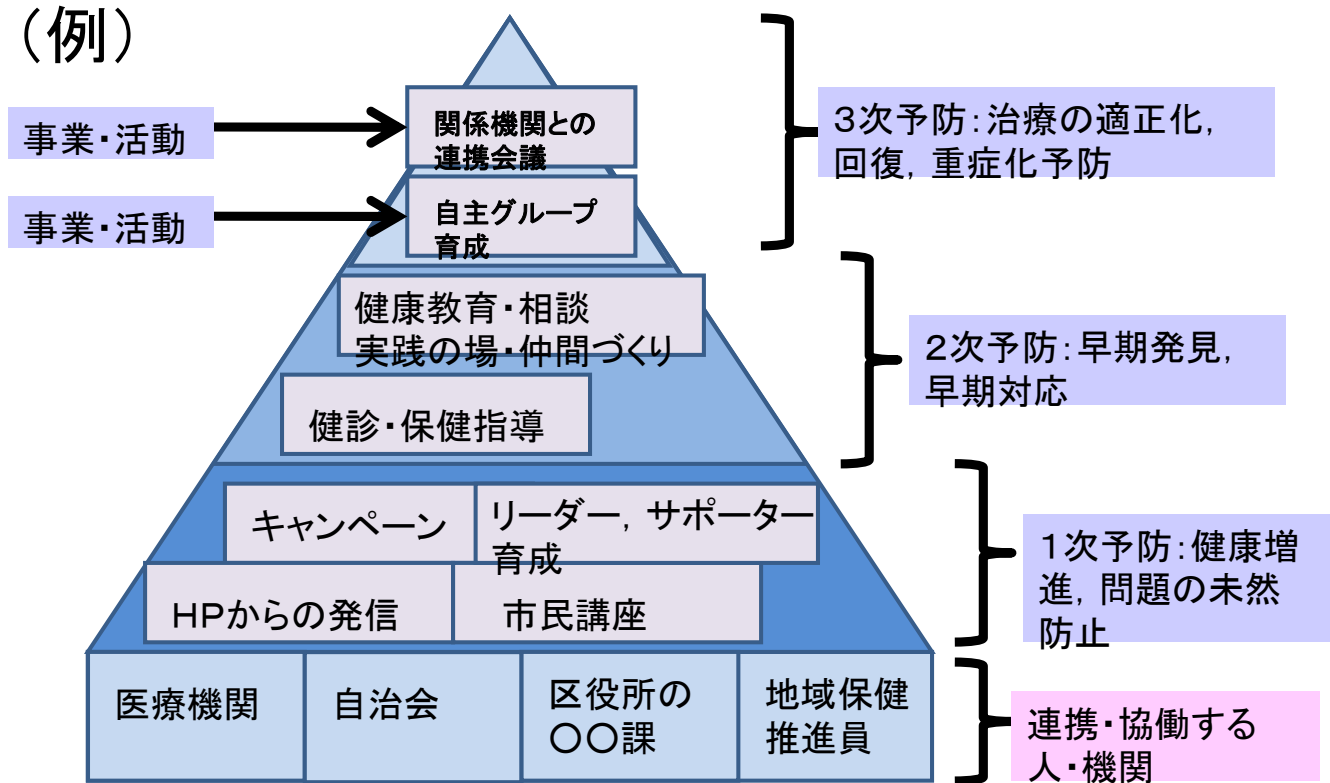 （例）
事業・活動
関係機関との
連携会議
3次予防：治療の適正化，
回復，重症化予防
事業・活動
自主グループ
育成
健康教育・相談
実践の場・仲間づくり
2次予防：早期発見，
早期対応
健診・保健指導
キャンペーン
リーダー，サポーター
育成
1次予防：健康増
進，問題の未然
防止
HPからの発信
市民講座
医療機関
自治会
区役所の
〇〇課
地域保健
推進員
連携・協働する
人・機関